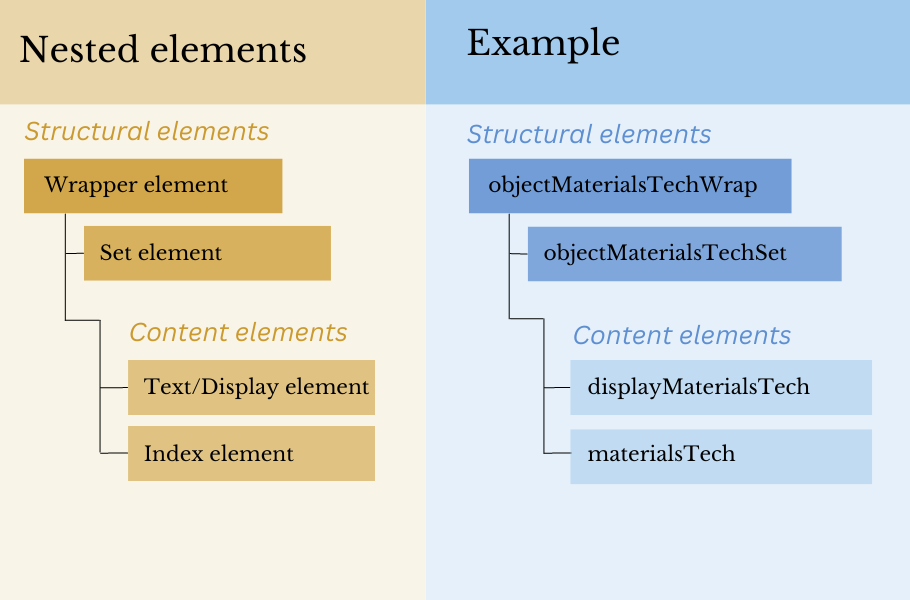 Nested elements
Structural elements
Wrapper element
Set element
Content elements
Text/Display element
Index element
Example
Structural elements
objectMaterialsTechWrap
objectMaterialsTechSet
Content elements
displayMaterialsTech
materialsTech